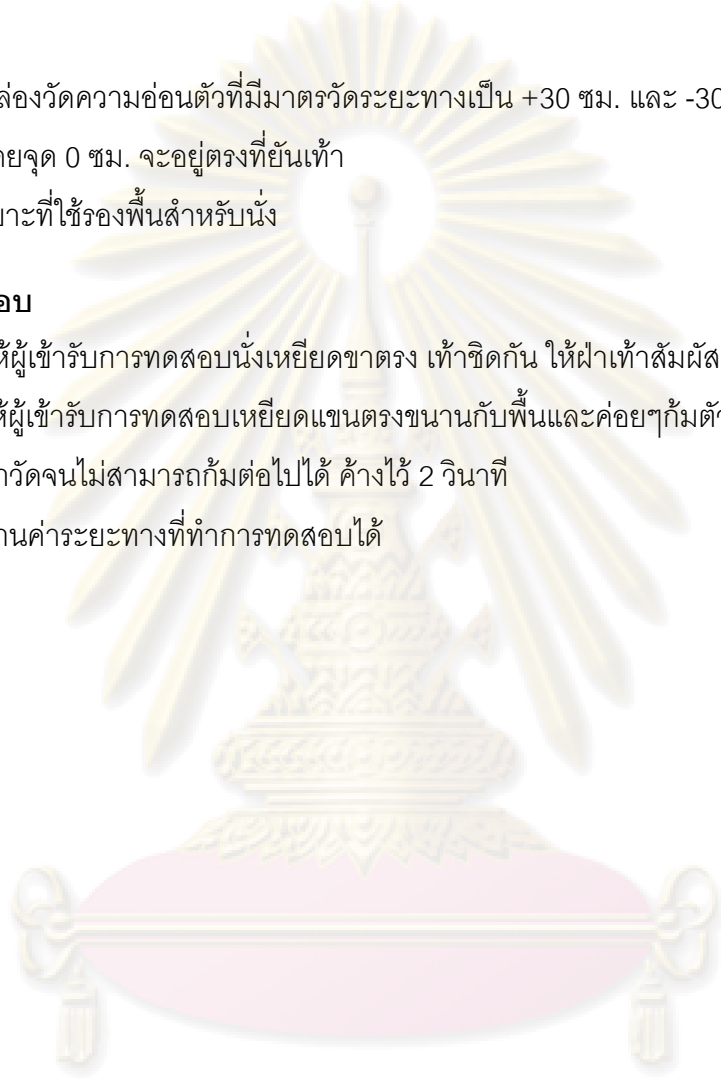 ล่องวัดความอ่อนตัวที่มีมาตรวัดระยะทางเป็น +30 ซม. และ -30
ดยจุด 0 ซม. จะอยู่ตรงที่ยันเท้า
บาะที่ใช้รองพื้นสำหรับนั่ง
อบ
ห้ผู้เข้ารับการทดสอบนั่งเหยียดขาตรง เท้าชิดกัน ให้ฝ่าเท้าสัมผัส
ห้ผู้เข้ารับการทดสอบเหยียดแขนตรงขนานกับพื้นและค่อยๆก้มตัว
าวัดจนไม่สามารถก้มต่อไปได้ ค้างไว้ 2 วินาที
านค่าระยะทางที่ทำการทดสอบได้